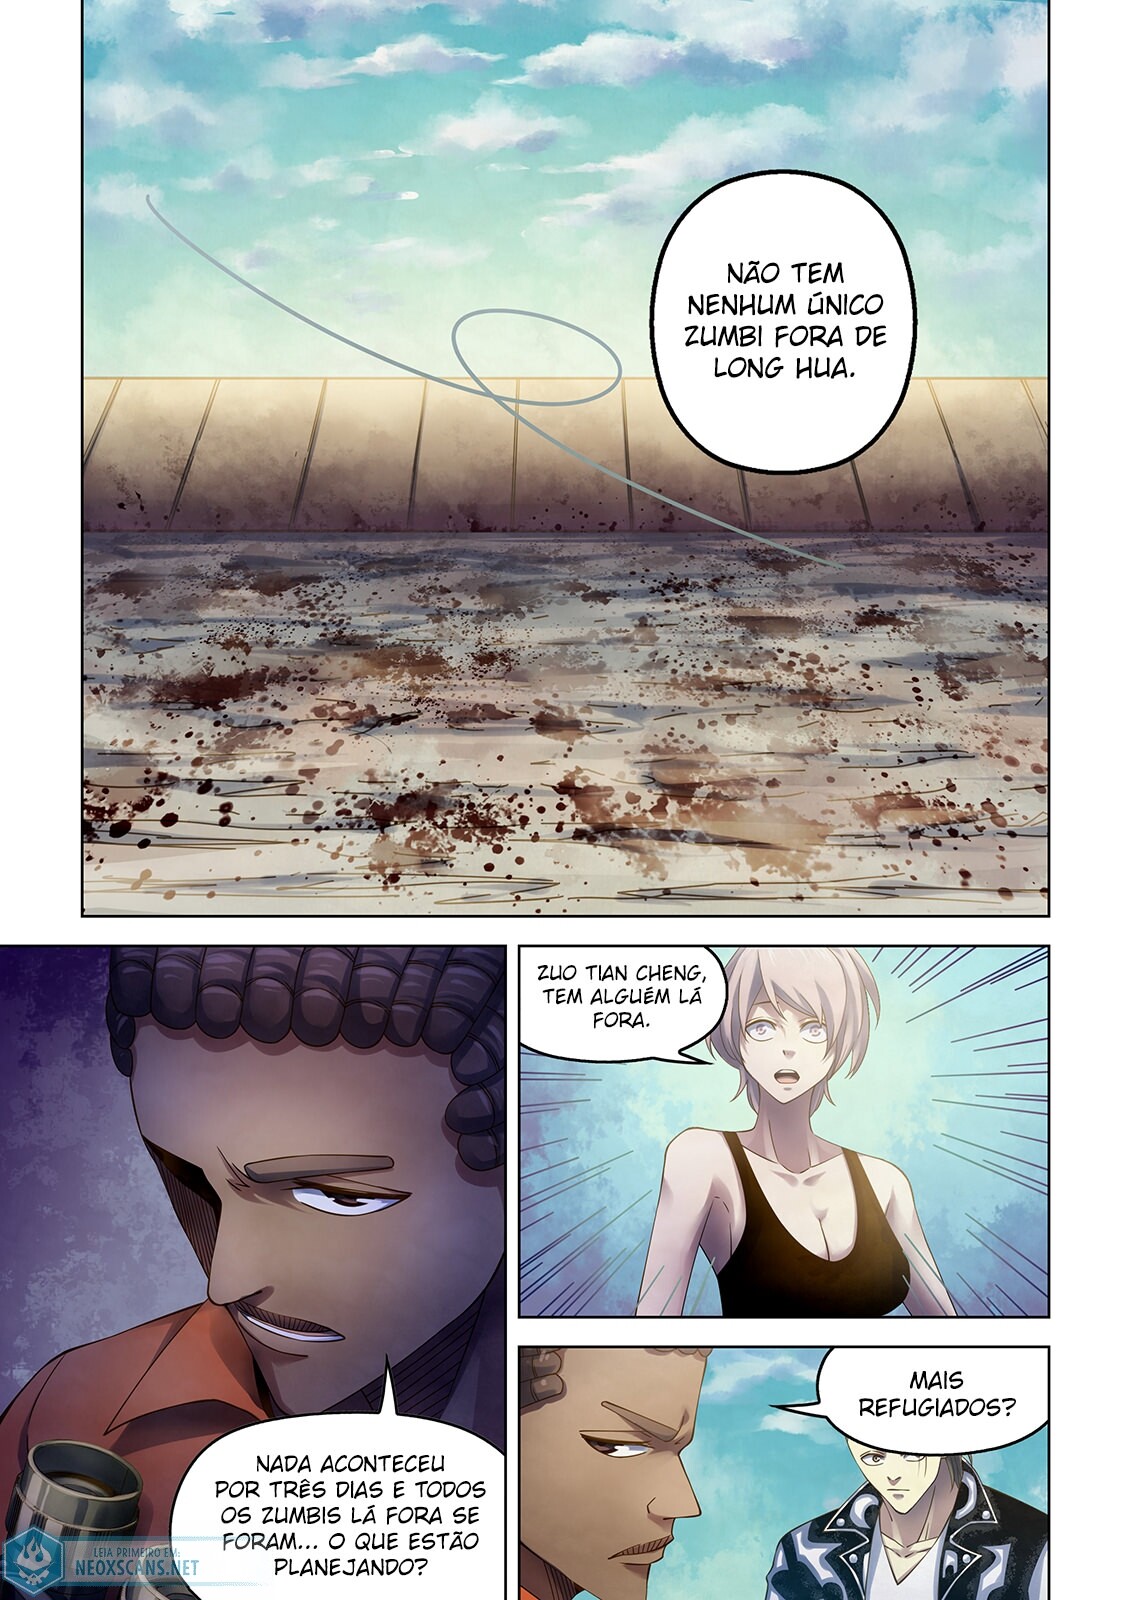 NÃO TEM
NENHUM ÚNICO
ZUMBI FORA DE
LONG HUA.
ZUO TIAN CHENG,
TEM ALGUÉM LÁ
FORA.
NADA ACONTECEU
POR TRÊS DIAS E TODOS
OS ZUMBIS LÁ FORA SE
FORAM... O QUE ESTÃO
PLANEJANDO?
MAIS
REFUGIADOS?
LEIA PRIMEIRO EM:
NEOXSCANS.NET